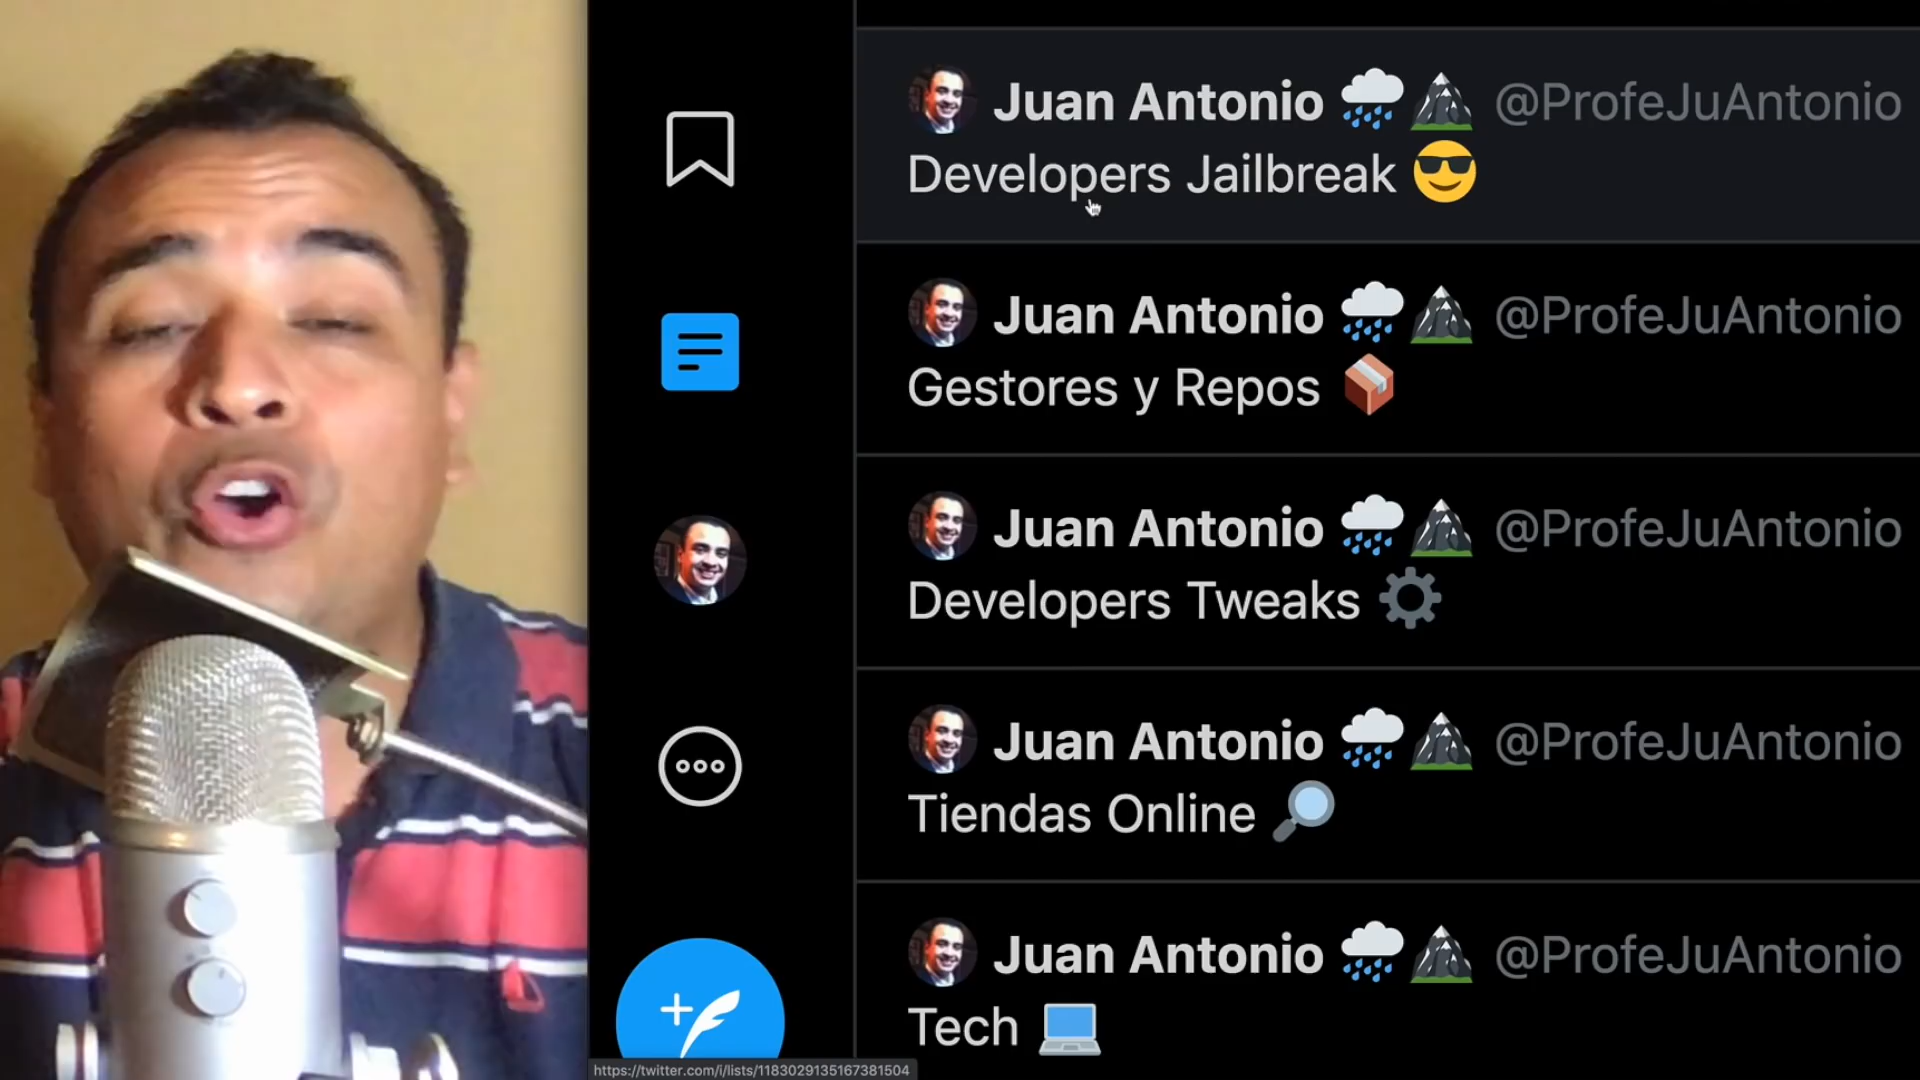 Juan Antonio 🌧️⛰️ @ProfeJuAntonio
Developers Jailbreak 😎
Juan Antonio 🌧️⛰️ @ProfeJuAntonio
Gestores y Repos 📦
Juan Antonio 🌧️⛰️ @ProfeJuAntonio
Developers Tweaks ⚙️
Juan Antonio 🌧️⛰️ @ProfeJuAntonio
Tiendas Online 🔎
Juan Antonio 🌧️⛰️ @ProfeJuAntonio
Tech 💻
https://twitter.com/i/lists/1183029135167381504